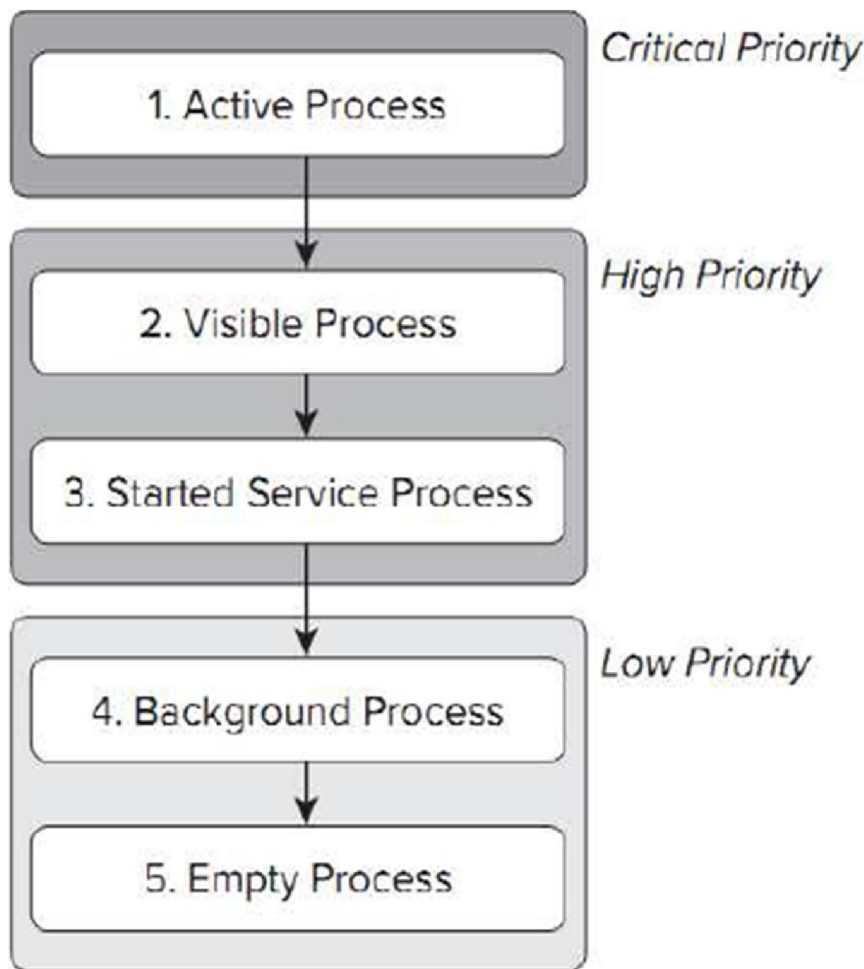 Critical Priority
1. Active Process
High Priority
2. Visible Process
3. Started Service Process
Low Priority
4. Background Process
5. Empty Process